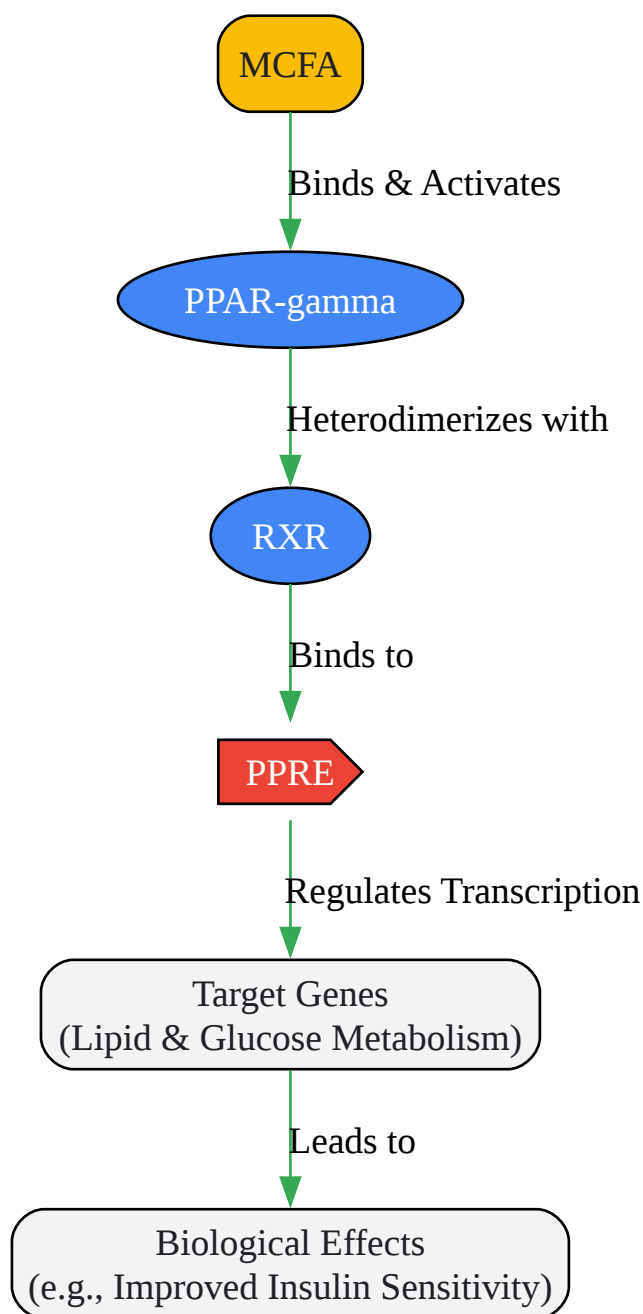 MCFA
Binds & Activates
PPAR-gamma
Heterodimerizes with
RXR
Binds to
PPRE
Regulates Transcription
Target Genes
(Lipid & Glucose Metabolism)
Leads to
Biological Effects
(e.g., Improved Insulin Sensitivity)